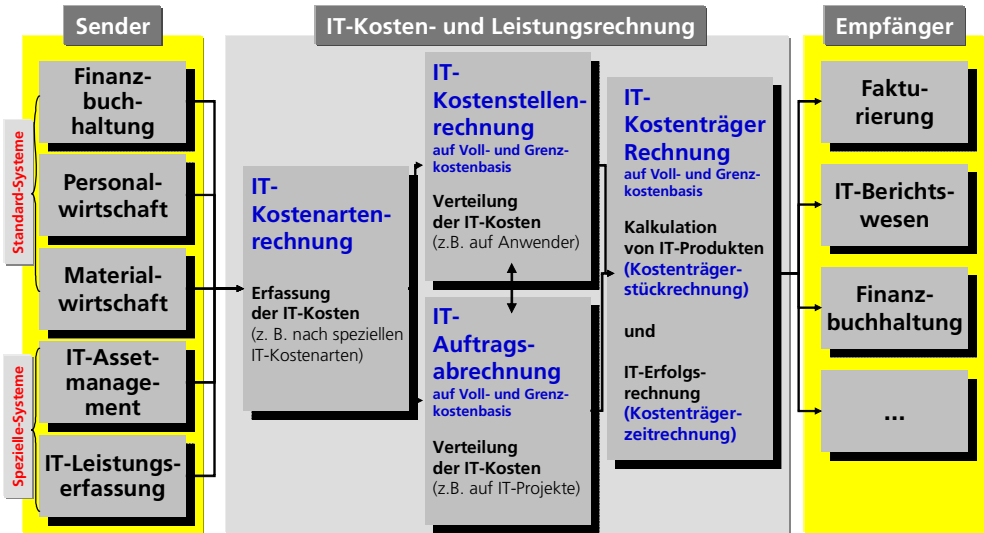 Sender
Standard-Systeme
Finanz-
buch-
haltung
Personal-
wirtschaft
Material-
wirtschaft
Spezielle-Systeme
IT-Asset-
manage-
ment
IT-Leistungs-
erfassung
IT-Kosten- und Leistungsrechnung
IT-
Kostenarten-
rechnung
Erfassung
der IT-Kosten
(z. B. nach speziellen
IT-Kostenarten)
IT-
Kostenstellen-
rechnung
auf Voll- und Grenz-
kostenbasis
Verteilung
der IT-Kosten
(z.B. auf Anwender)
IT-
Auftrags-
abrechnung
auf Voll- und Grenz-
kostenbasis
Verteilung
der IT-Kosten
(z.B. auf IT-Projekte)
IT-
Kostenträger
Rechnung
auf Voll- und Grenz-
kostenbasis
Kalkulation
von IT-Produkten
(Kostenträger-
stückrechnung)
und
IT-Erfolgs-
rechnung
(Kostenträger-
zeitrechnung)
Empfänger
Faktu-
rierung
IT-Berichts-
wesen
Finanz-
buchhaltung
...